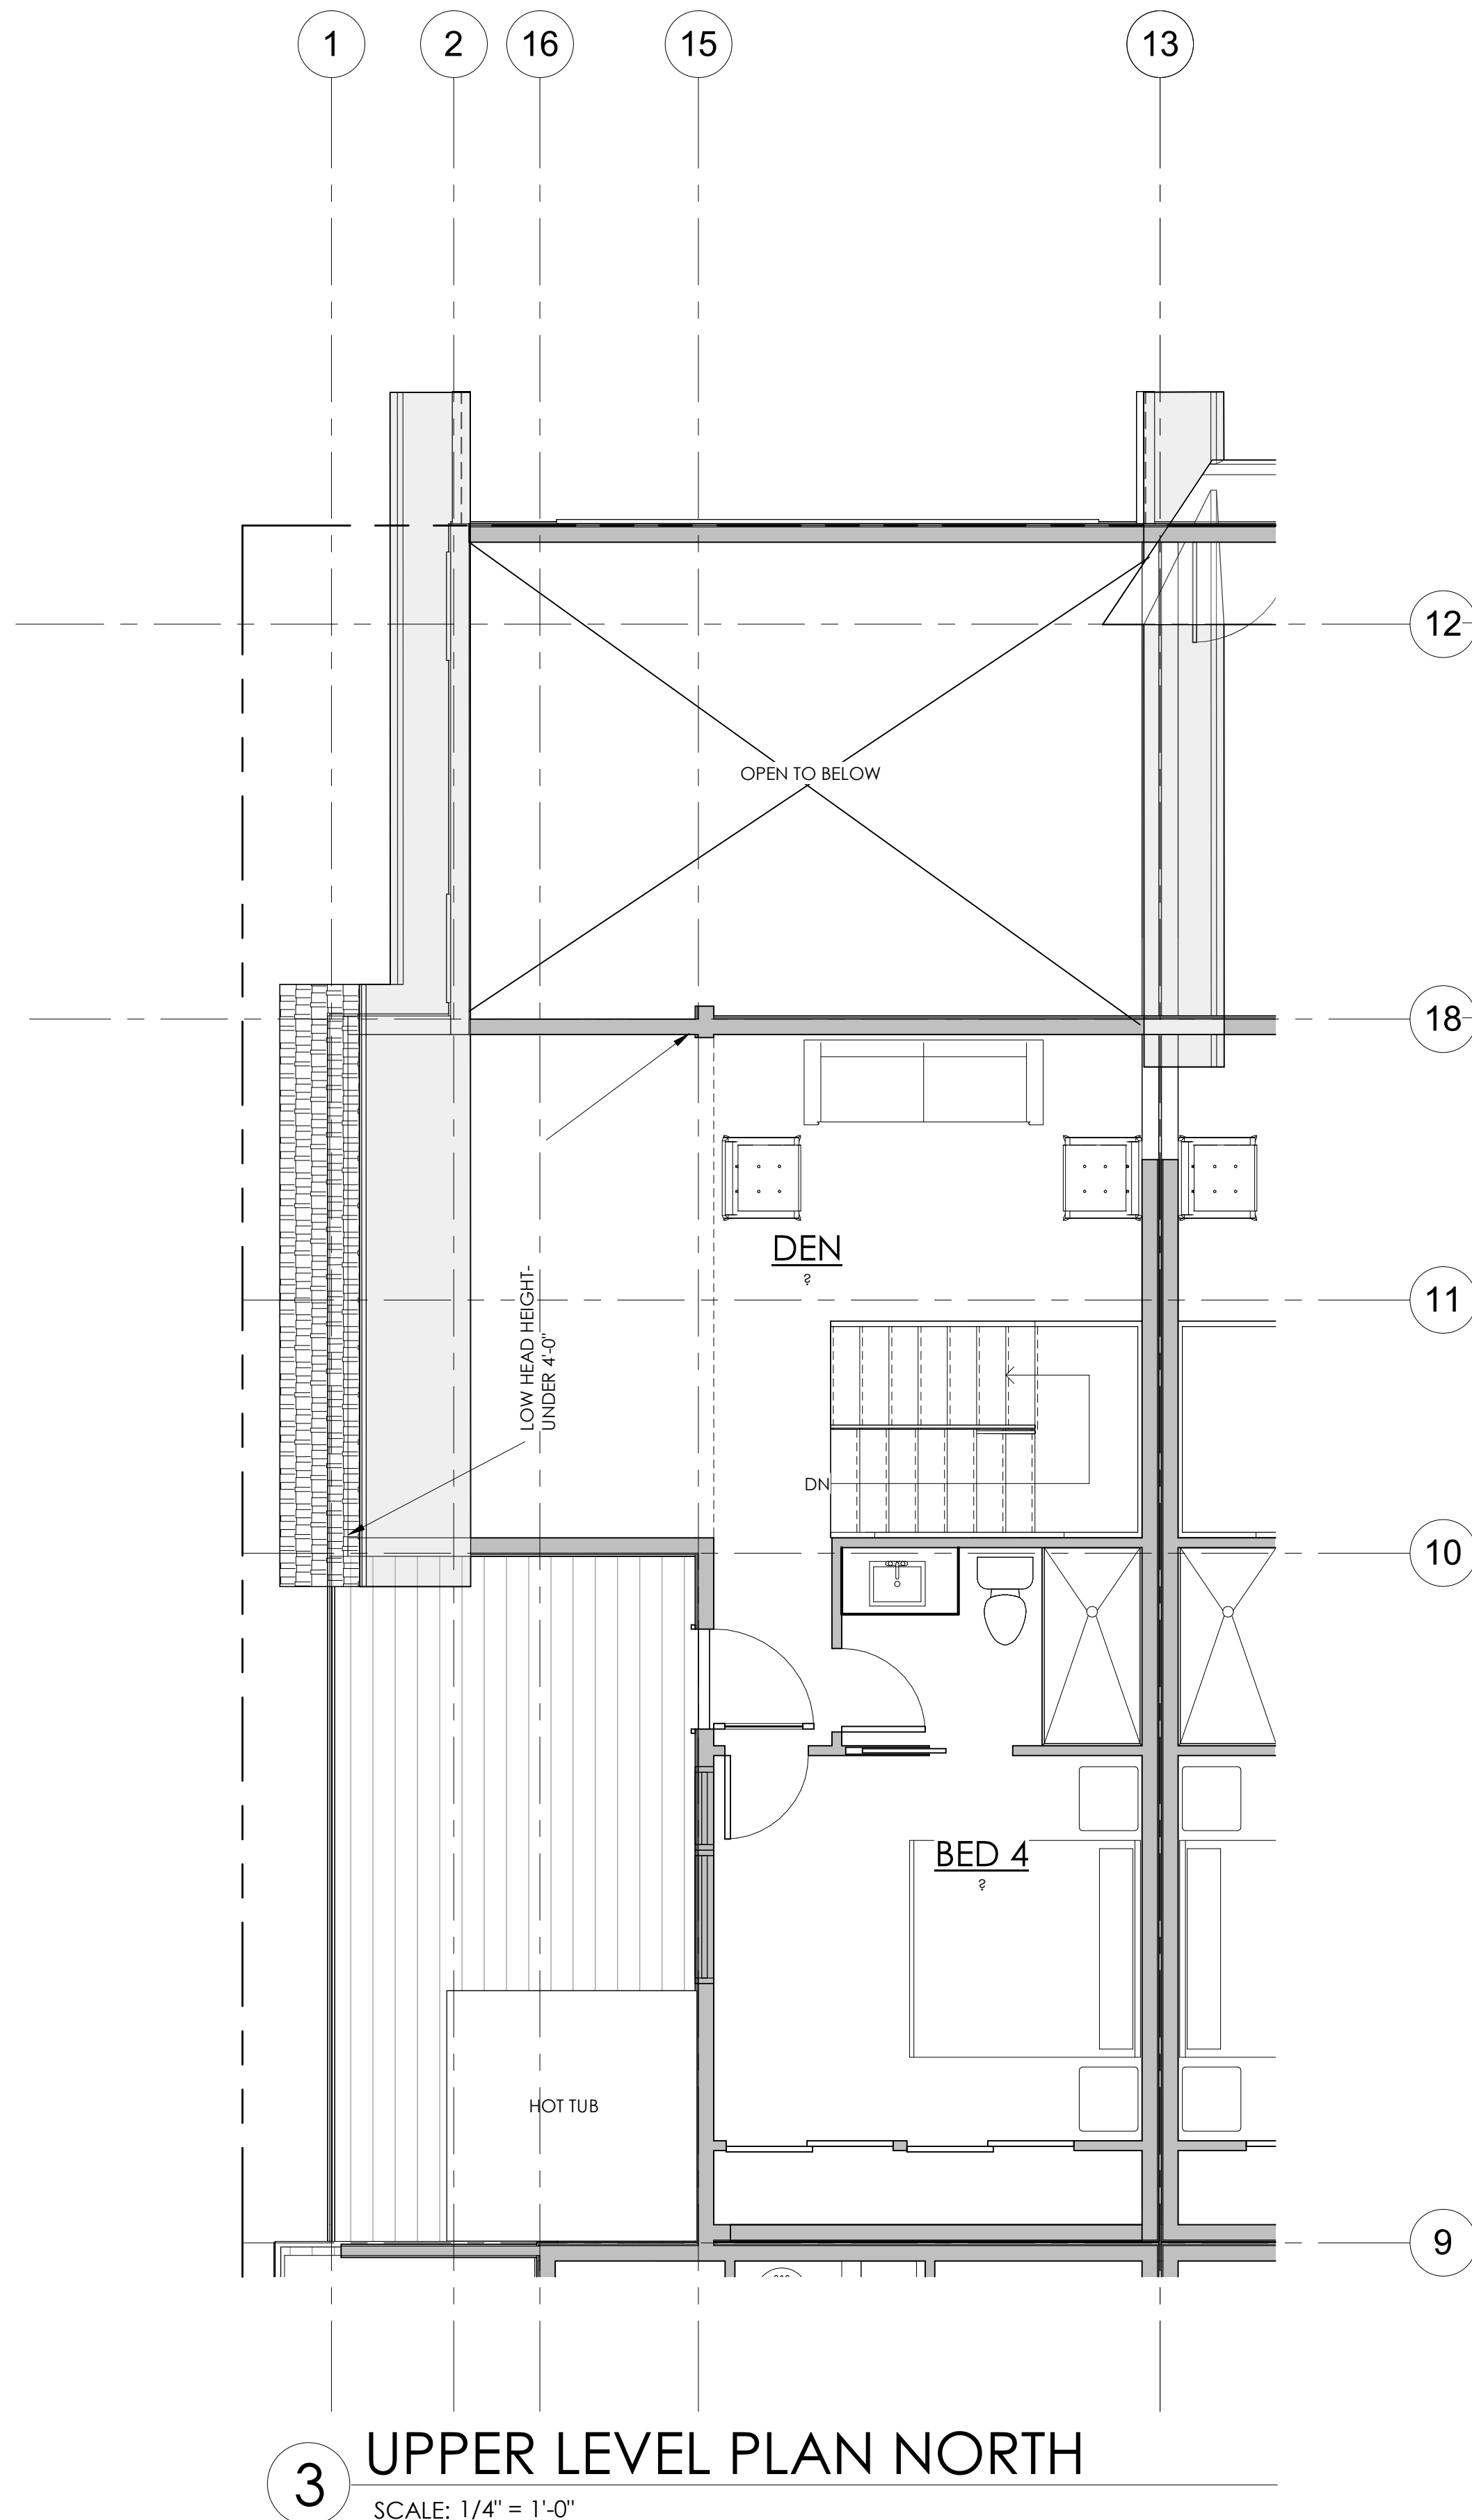 1 2 16 15 13
12
OPEN TO BELOW
18
DEN
?
11
LOW HEAD HEIGHT-
UNDER 4'-0"
DN
10
BED 4
?
HOT TUB
9
3
UPPER LEVEL PLAN NORTH
SCALE: 1/4" = 1'-0"